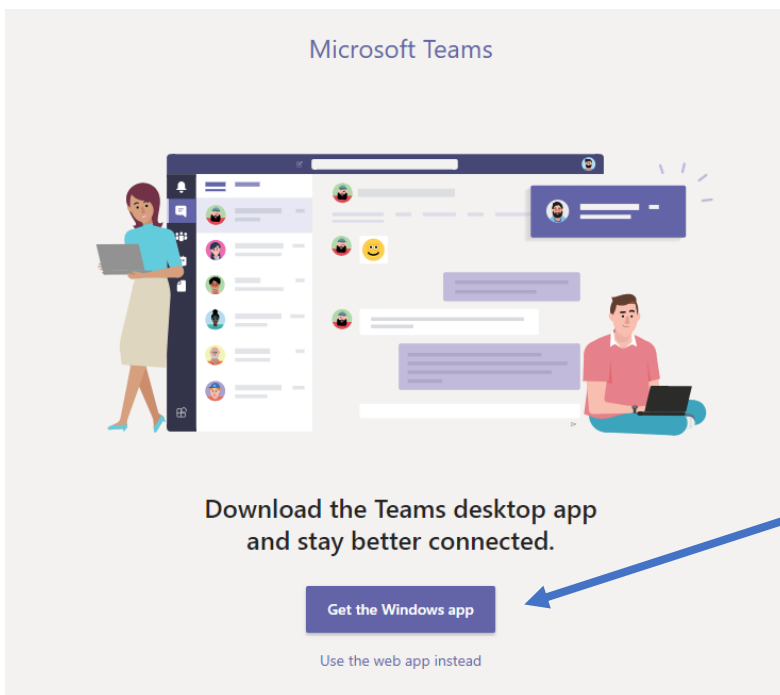 Microsoft Teams
Download the Teams desktop app
and stay better connected.
Get the Windows app
Use the web app instead